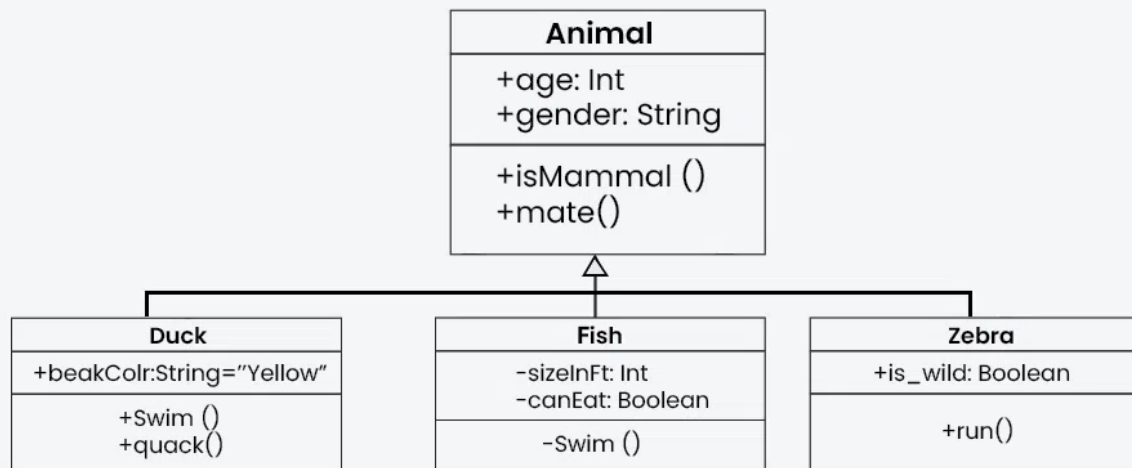 Animal
+age: Int
+gender: String
+isMammal ()
+mate()
Duck
+beakColr:String="Yellow"
+Swim ()
+quack()
Fish
-sizeInFt: Int
-canEat: Boolean
-Swim ()
Zebra
+is_wild: Boolean
+run()